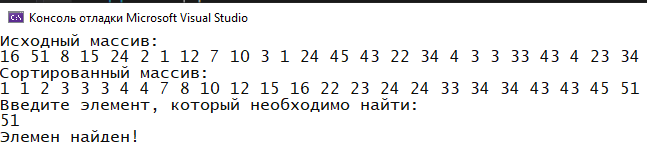 Консоль отладки Microsoft Visual Studio
Исходный массив:
16 51 8 15 24 2 1 12 7 10 3 1 24 45 43 22 34 4 3 3 33 43 4 23 34
Сортированный массив:
1 1 2 3 3 3 4 4 7 8 10 12 15 16 22 23 24 24 33 34 34 43 43 45 51
Введите элемент, который необходимо найти:
51
Элемен найден!